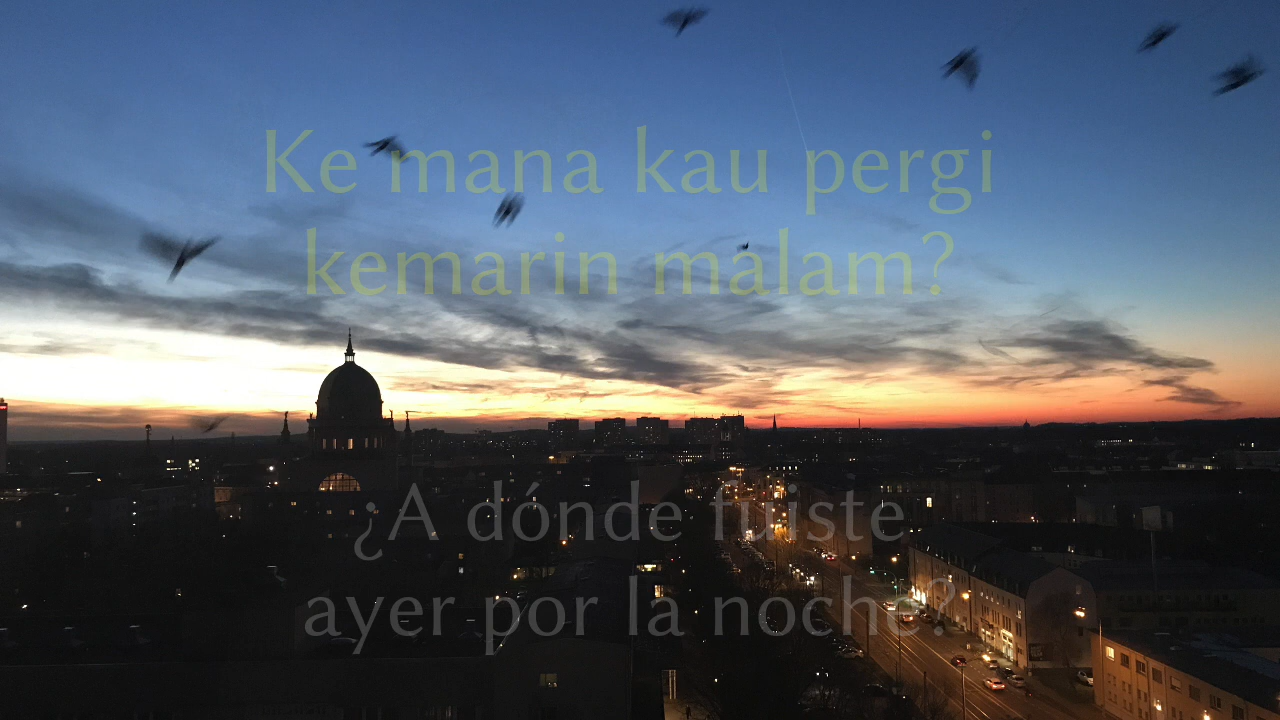 Ke mana kau pergi
kemarin malam?
¿A dónde fuiste
ayer por la noche?